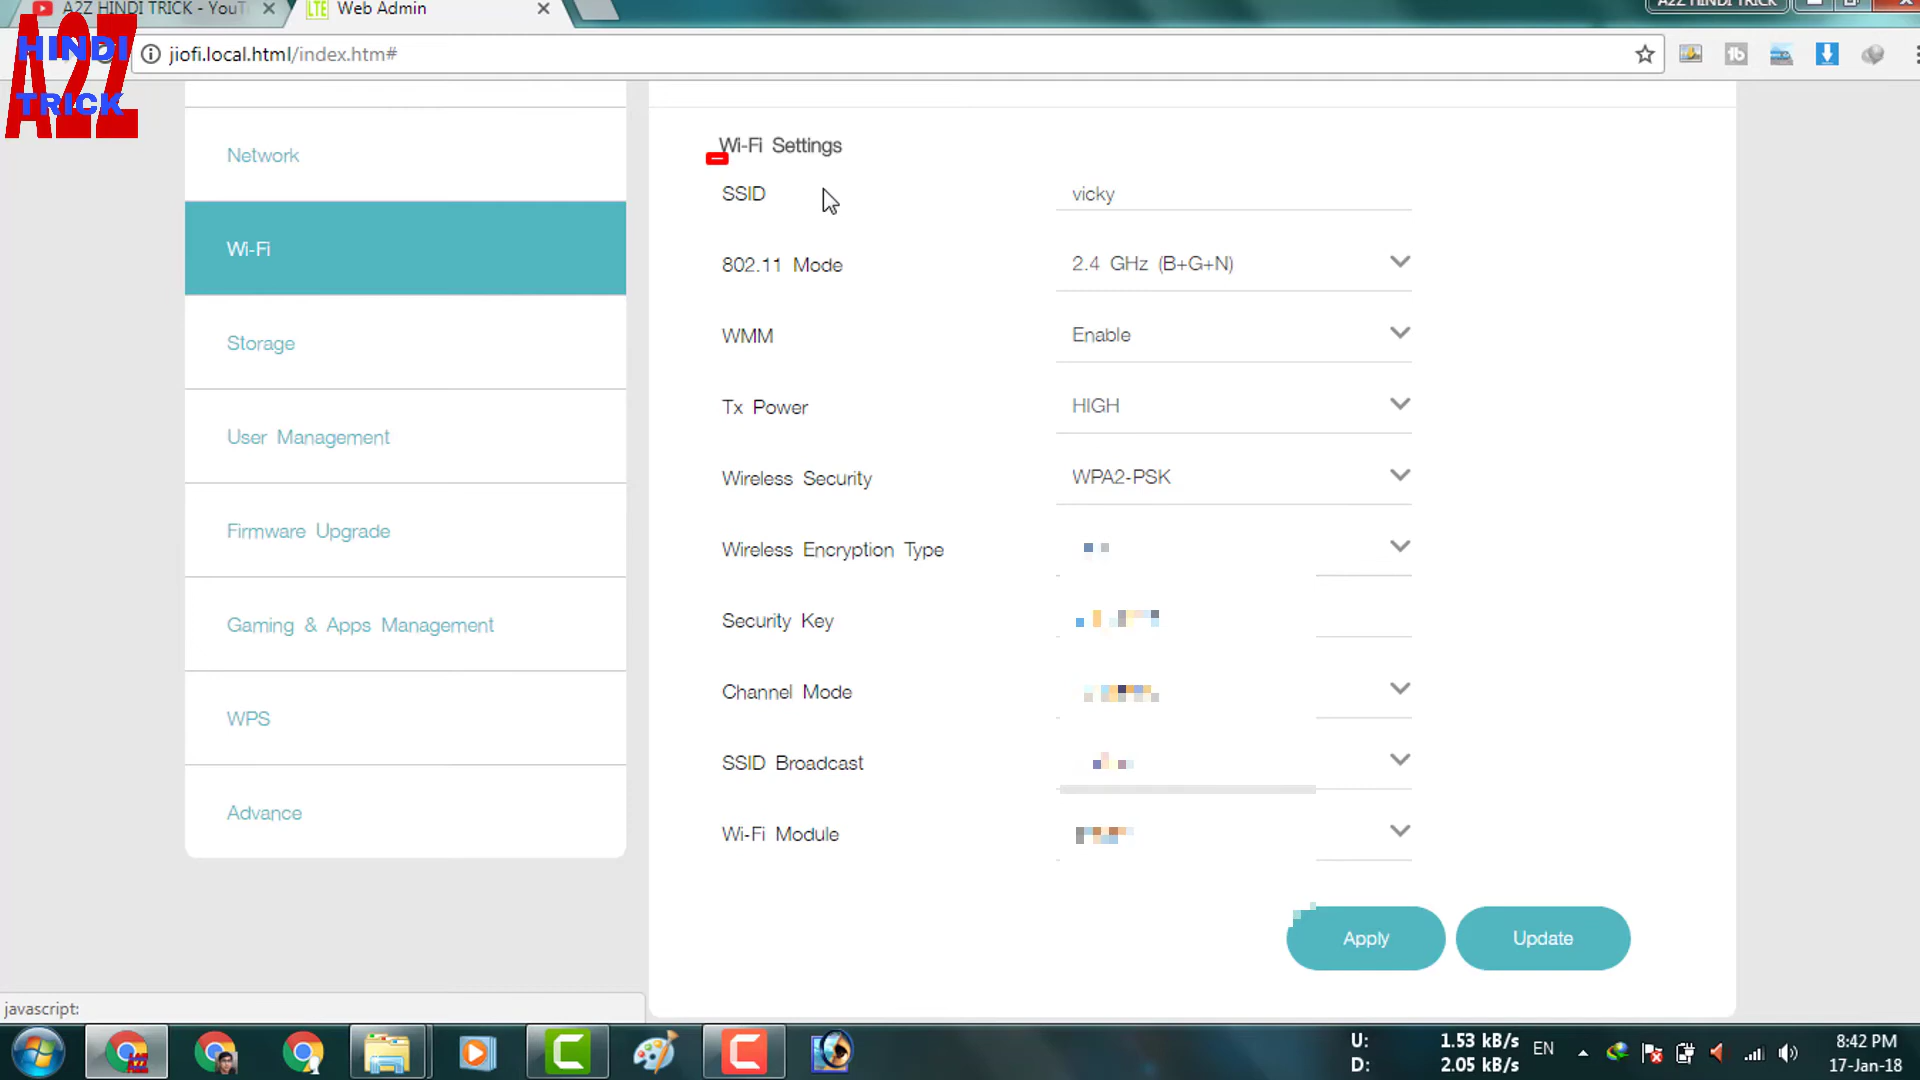 A2Z HINDI TRICK - YouT
Web Admin
A2Z HINDI TRICK
jiofi.local.html/index.htm#
A2Z
HINDI
TRICK
Network
Wi-Fi
Storage
User Management
Firmware Upgrade
Gaming & Apps Management
WPS
Advance
Wi-Fi Settings
SSID vicky
802.11 Mode 2.4 GHz (B+G+N)
WMM Enable
Tx Power HIGH
Wireless Security WPA2-PSK
Wireless Encryption Type
Security Key
Channel Mode
SSID Broadcast
Wi-Fi Module
Apply Update
javascript:
U: 1.53 kB/s
D: 2.05 kB/s
EN
8:42 PM
17-Jan-18